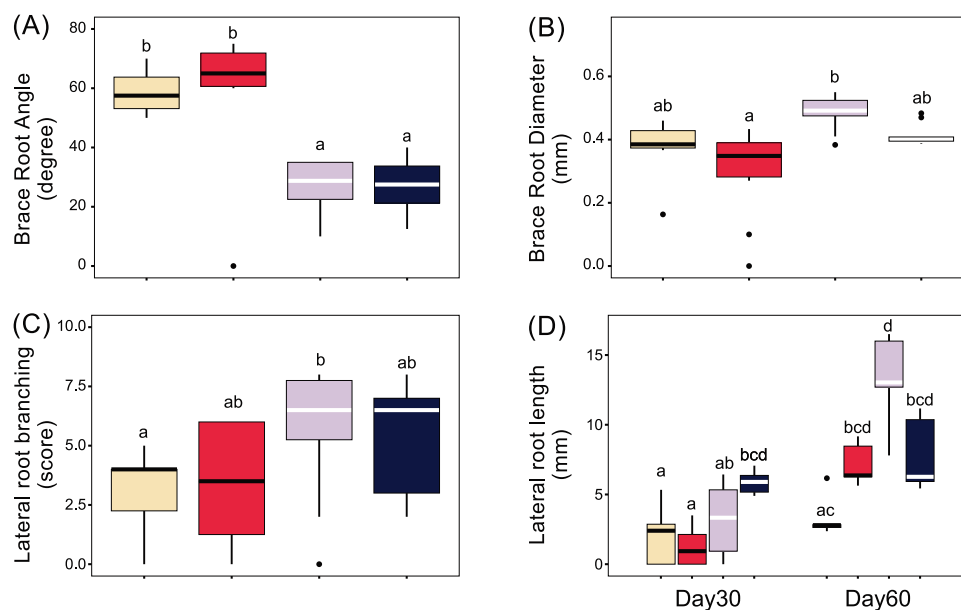 (A)
Brace Root Angle
(degree)
80
60
40
20
0
b
b
a
a
(B)
Brace Root Diameter
(mm)
0.6
0.4
0.2
0.0
ab
a
b
ab
(C)
Lateral root branching
(score)
10.0
7.5
5.0
2.5
0.0
a
ab
b
ab
(D)
Lateral root length
(mm)
15
10
5
0
a
a
ab
bcd
ac
bcd
d
bcd
Day30
Day60